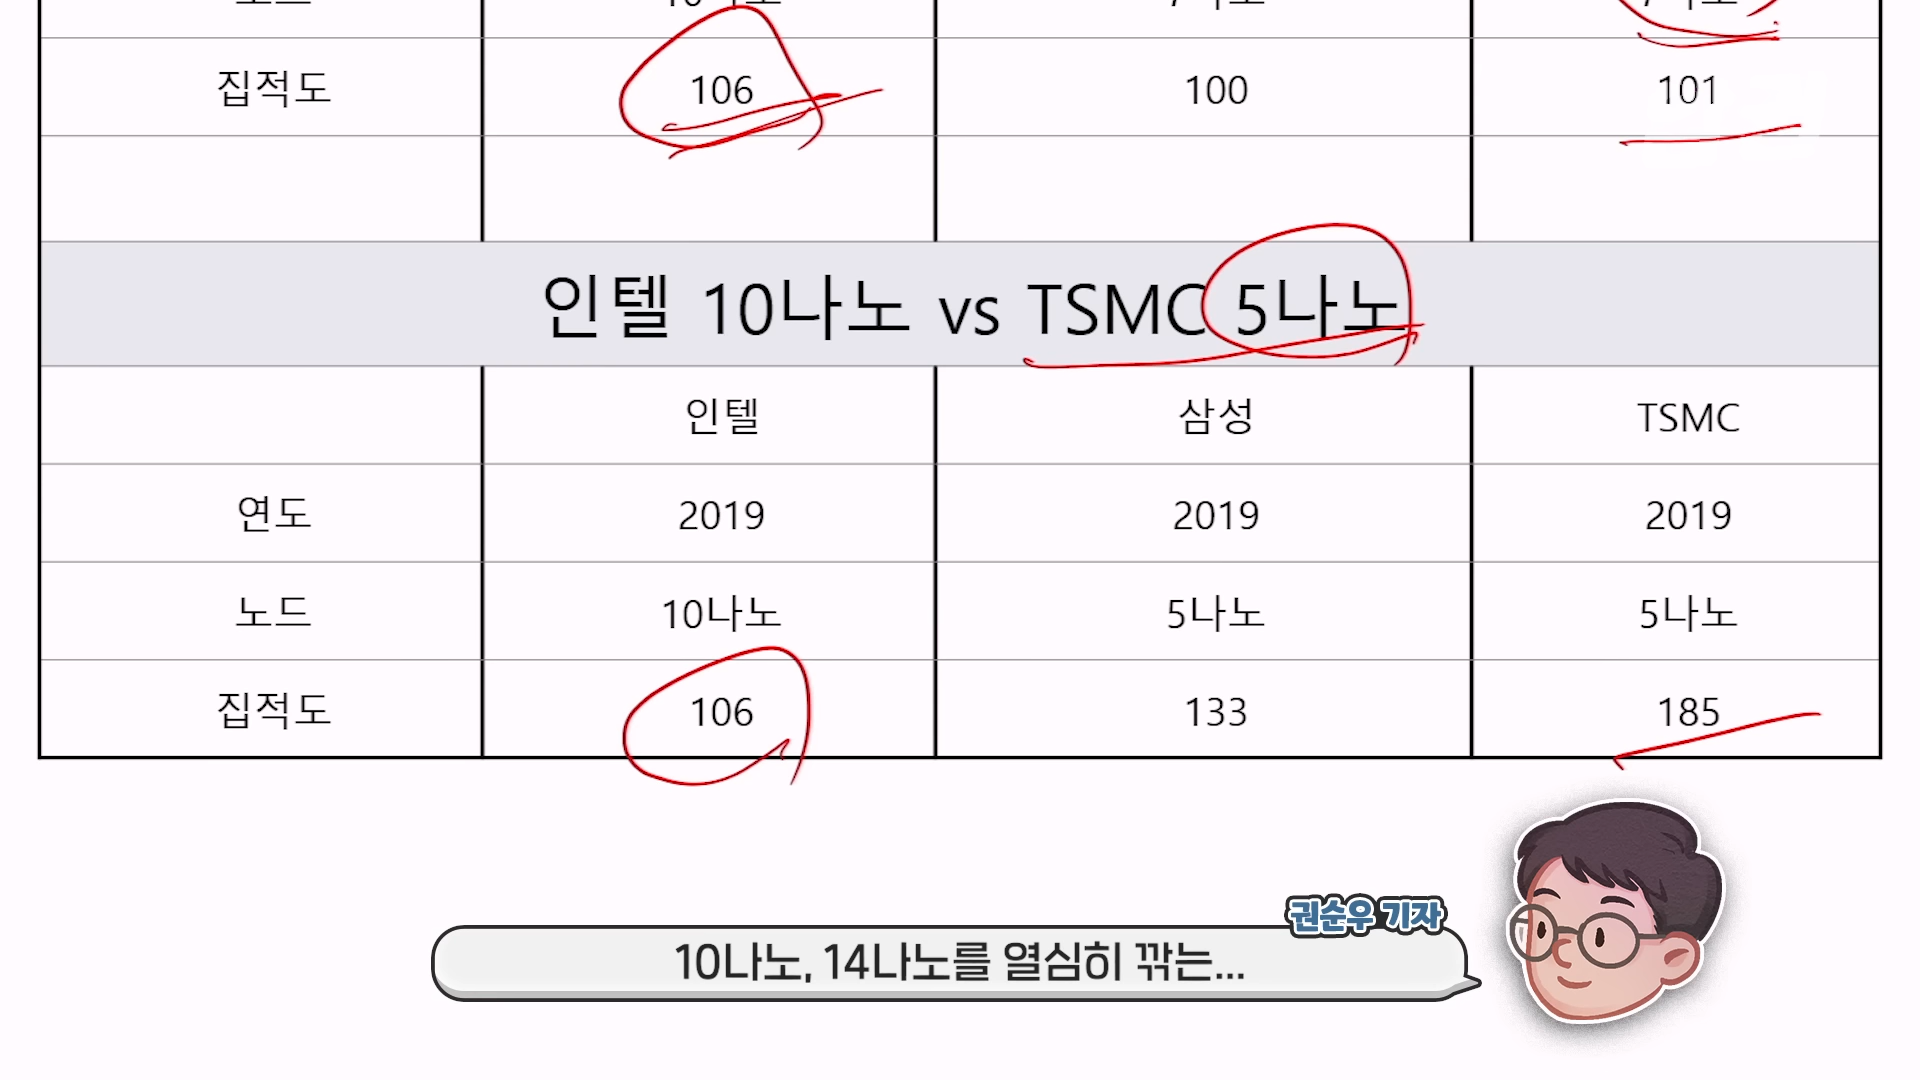 집적도 106 100 101
인텔 10나노 vs TSMC 5나노
인텔 삼성 TSMC
연도 2019 2019 2019
노드 10나노 5나노 5나노
집적도 106 133 185
권순우 기자
10나노, 14나노를 열심히 깎는...